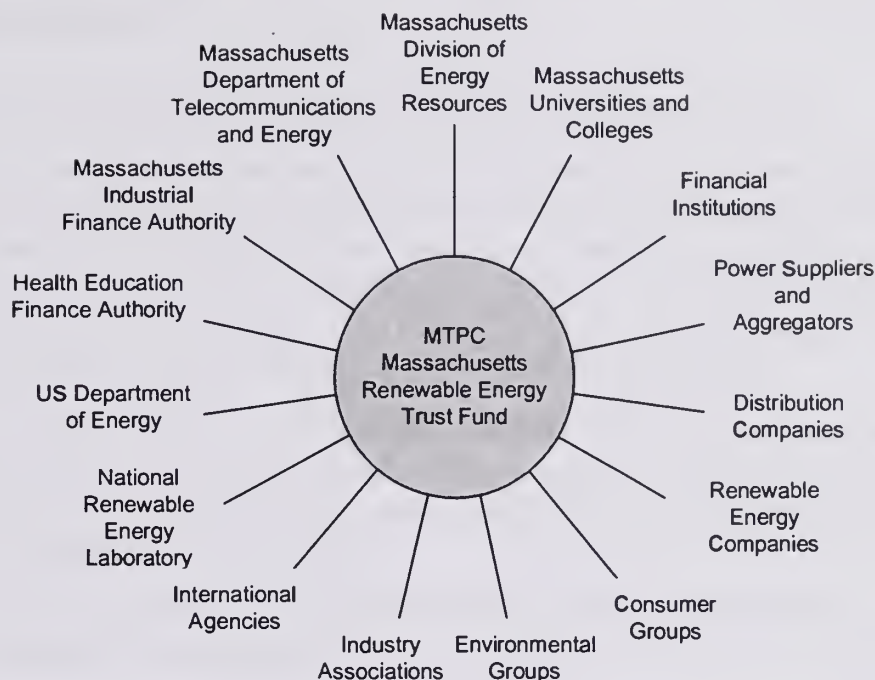 Massachusetts
Division of
Energy
Resources
Massachusetts
Department of
Telecommunications
and Energy
Massachusetts
Universities and
Colleges
Massachusetts
Industrial
Finance Authority
Financial
Institutions
Health Education
Finance Authority
Power Suppliers
and
Aggregators
MTPC
Massachusetts
Renewable Energy
Trust Fund
US Department
of Energy
Distribution
Companies
National
Renewable
Energy
Laboratory
Renewable
Energy
Companies
International
Agencies
Consumer
Groups
Industry
Associations
Environmental
Groups